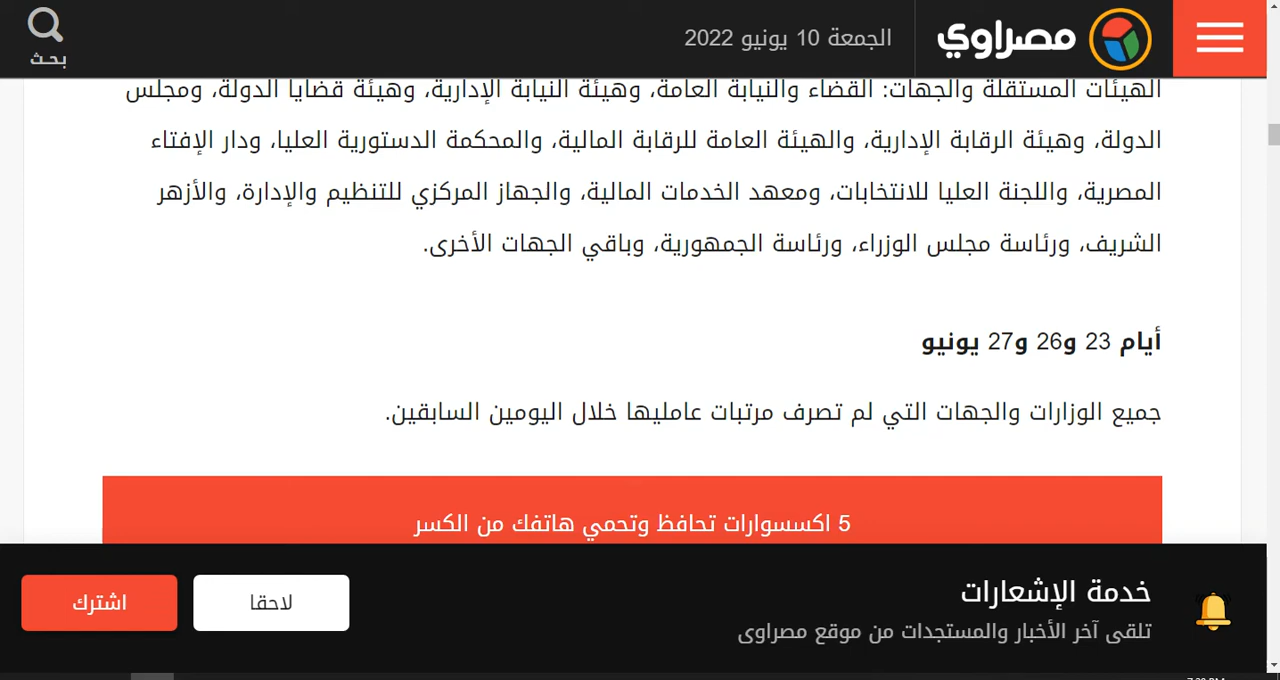 مصراوي
الجمعة 10 يونيو 2022
بحث
الهيئات المستقلة والجهات: القضاء والنيابة العامة، وهيئة النيابة الإدارية، وهيئة قضايا الدولة، ومجلس
الدولة، وهيئة الرقابة الإدارية، والهيئة العامة للرقابة المالية، والمحكمة الدستورية العليا، ودار الإفتاء
المصرية، واللجنة العليا للانتخابات، ومعهد الخدمات المالية، والجهاز المركزي للتنظيم والإدارة، والأزهر
الشريف، ورئاسة مجلس الوزراء، ورئاسة الجمهورية، وباقي الجهات الأخرى.
أيام 23 و26 و27 يونيو
جميع الوزارات والجهات التي لم تصرف مرتبات عامليها خلال اليومين السابقين.
5 اكسسوارات تحافظ وتحمي هاتفك من الكسر
خدمة الإشعارات
تلقى آخر الأخبار والمستجدات من موقع مصراوى
لاحقا
اشترك